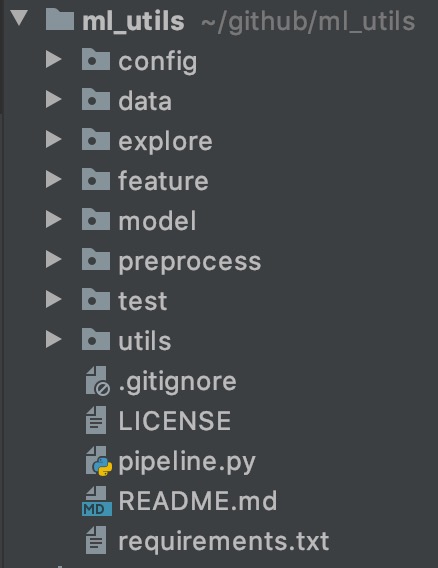 ml_utils ~/github/ml_utils
config
data
explore
feature
model
preprocess
test
utils
.gitignore
LICENSE
pipeline.py
MD README.md
requirements.txt